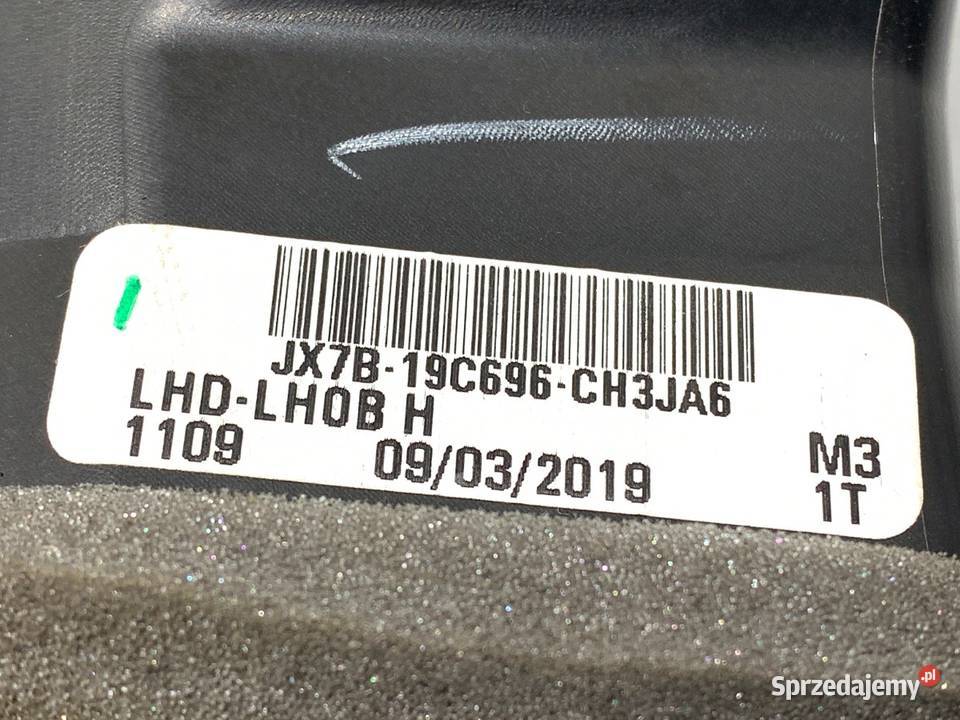 JX7B-19C696-CH3JA6
LHD-LHOB H
1109 09/03/2019
M3
1T
Sprzedajemy.pl